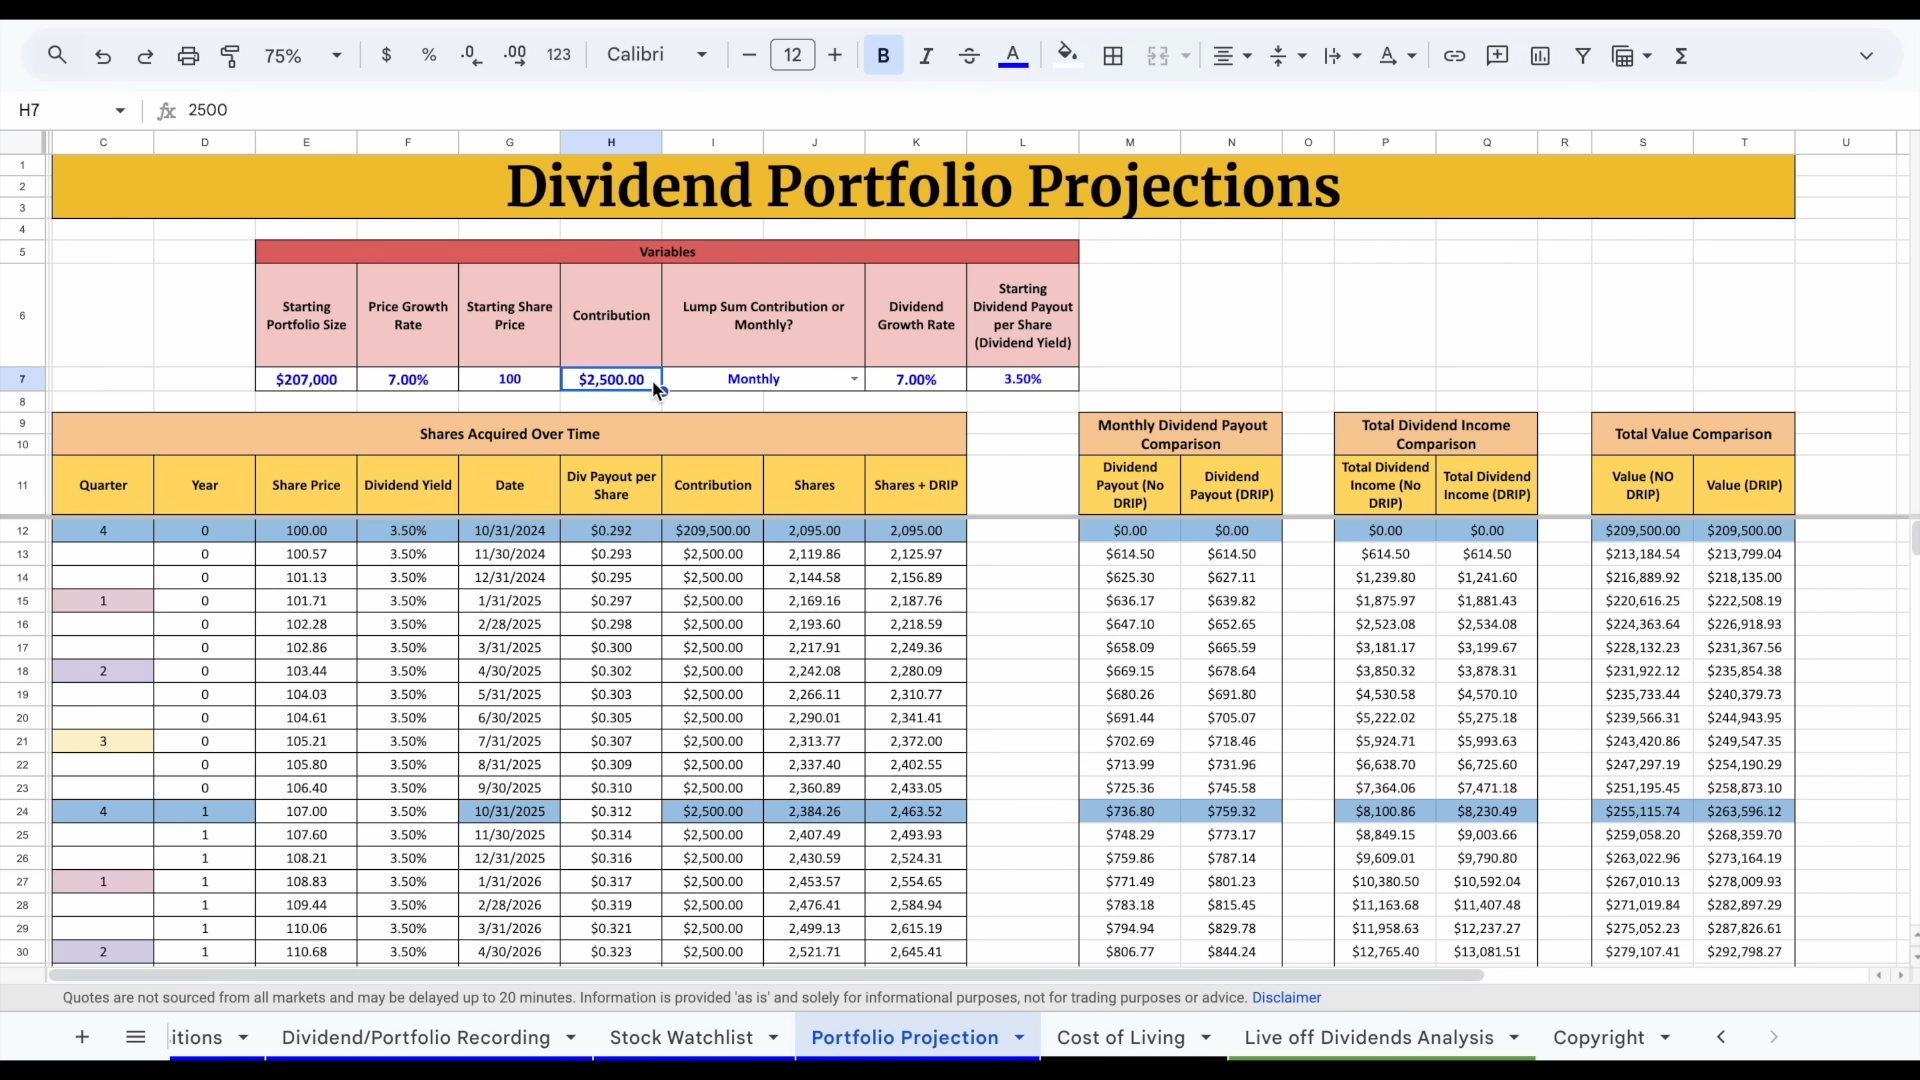 75% $ % .0 .00 123 Calibri 12 B I A
H7 fx 2500
C D E F G H I J K L M N O P Q R S T U
1
2 Dividend Portfolio Projections
3
4
5 Variables
6 Starting Portfolio Size Price Growth Rate Starting Share Price Contribution Lump Sum Contribution or Monthly? Dividend Growth Rate Starting Dividend Payout per Share (Dividend Yield)
7 $207,000 7.00% 100 $2,500.00 Monthly 7.00% 3.50%
8
9 Shares Acquired Over Time Monthly Dividend Payout Comparison Total Dividend Income Comparison Total Value Comparison
10
11 Quarter Year Share Price Dividend Yield Date Div Payout per Share Contribution Shares Shares + DRIP Dividend Payout (No DRIP) Dividend Payout (DRIP) Total Dividend Income (No DRIP) Total Dividend Income (DRIP) Value (NO DRIP) Value (DRIP)
12 4 0 100.00 3.50% 10/31/2024 $0.292 $209,500.00 2,095.00 2,095.00 $0.00 $0.00 $0.00 $0.00 $209,500.00 $209,500.00
13 0 100.57 3.50% 11/30/2024 $0.293 $2,500.00 2,119.86 2,125.97 $614.50 $614.50 $614.50 $614.50 $213,184.54 $213,799.04
14 0 101.13 3.50% 12/31/2024 $0.295 $2,500.00 2,144.58 2,156.89 $625.30 $627.11 $1,239.80 $1,241.60 $216,889.92 $218,135.00
15 1 0 101.71 3.50% 1/31/2025 $0.297 $2,500.00 2,169.16 2,187.76 $636.17 $639.82 $1,875.97 $1,881.43 $220,616.25 $222,508.19
16 0 102.28 3.50% 2/28/2025 $0.298 $2,500.00 2,193.60 2,218.59 $647.10 $652.65 $2,523.08 $2,534.08 $224,363.64 $226,918.93
17 0 102.86 3.50% 3/31/2025 $0.300 $2,500.00 2,217.91 2,249.36 $658.09 $665.59 $3,181.17 $3,199.67 $228,132.23 $231,367.56
18 2 0 103.44 3.50% 4/30/2025 $0.302 $2,500.00 2,242.08 2,280.09 $669.15 $678.64 $3,850.32 $3,878.31 $231,922.12 $235,854.38
19 0 104.03 3.50% 5/31/2025 $0.303 $2,500.00 2,266.11 2,310.77 $680.26 $691.80 $4,530.58 $4,570.10 $235,733.44 $240,379.73
20 0 104.61 3.50% 6/30/2025 $0.305 $2,500.00 2,290.01 2,341.41 $691.44 $705.07 $5,222.02 $5,275.18 $239,566.31 $244,943.95
21 3 0 105.21 3.50% 7/31/2025 $0.307 $2,500.00 2,313.77 2,372.00 $702.69 $718.46 $5,924.71 $5,993.63 $243,420.86 $249,547.35
22 0 105.80 3.50% 8/31/2025 $0.309 $2,500.00 2,337.40 2,402.55 $713.99 $731.96 $6,638.70 $6,725.60 $247,297.19 $254,190.29
23 0 106.40 3.50% 9/30/2025 $0.310 $2,500.00 2,360.89 2,433.05 $725.36 $745.58 $7,364.06 $7,471.18 $251,195.45 $258,873.10
24 4 1 107.00 3.50% 10/31/2025 $0.312 $2,500.00 2,384.26 2,463.52 $736.80 $759.32 $8,100.86 $8,230.49 $255,115.74 $263,596.12
25 1 107.60 3.50% 11/30/2025 $0.314 $2,500.00 2,407.49 2,493.93 $748.29 $773.17 $8,849.15 $9,003.66 $259,058.20 $268,359.70
26 1 108.21 3.50% 12/31/2025 $0.316 $2,500.00 2,430.59 2,524.31 $759.86 $787.14 $9,609.01 $9,790.80 $263,022.96 $273,164.19
27 1 1 108.83 3.50% 1/31/2026 $0.317 $2,500.00 2,453.57 2,554.65 $771.49 $801.23 $10,380.50 $10,592.04 $267,010.13 $278,009.93
28 1 109.44 3.50% 2/28/2026 $0.319 $2,500.00 2,476.41 2,584.94 $783.18 $815.45 $11,163.68 $11,407.48 $271,019.84 $282,897.29
29 1 110.06 3.50% 3/31/2026 $0.321 $2,500.00 2,499.13 2,615.19 $794.94 $829.78 $11,958.63 $12,237.27 $275,052.23 $287,826.61
30 2 1 110.68 3.50% 4/30/2026 $0.323 $2,500.00 2,521.71 2,645.41 $806.77 $844.24 $12,765.40 $13,081.51 $279,107.41 $292,798.27
Quotes are not sourced from all markets and may be delayed up to 20 minutes. Information is provided 'as is' and solely for informational purposes, not for trading purposes or advice. Disclaimer
itions Dividend/Portfolio Recording Stock Watchlist Portfolio Projection Cost of Living Live off Dividends Analysis Copyright